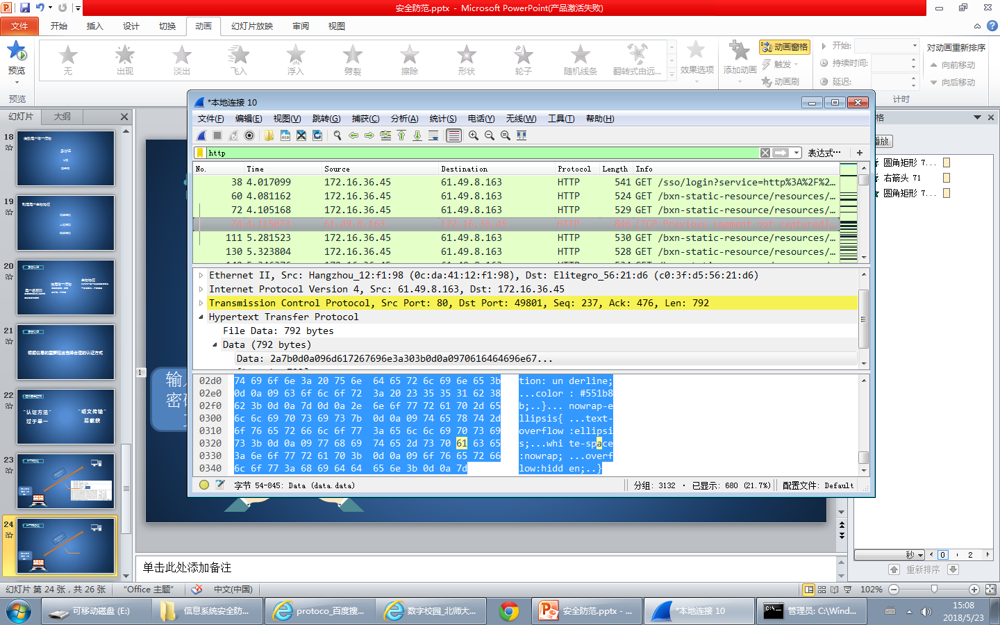 安全防范.pptx - Microsoft PowerPoint(产品激活失败)
文件 开始 插入 设计 切换 动画 幻灯片放映 审阅 视图
无 出现 淡出 飞入 浮入 劈裂 擦除 形状 轮子 随机线条 翻转式由远...
预览
预览
效果选项
添加动画
动画窗格
触发
动画刷
开始:
持续时间:
延迟:
对动画重新排序
向前移动
向后移动
计时
幻灯片 大纲
18
19
20
21
根据信息的重要程度选择合理的认证方式
22
“认证方法”
过于单一
“明文传输”
易截获
23
24
1
输入
密码
格
播放
圆角矩形 7...
右箭头 71
圆角矩形 7...
秒 0 2
重新排序
*本地连接 10
文件(F) 编辑(E) 视图(V) 跳转(G) 捕获(C) 分析(A) 统计(S) 电话(Y) 无线(W) 工具(T) 帮助(H)
http
表达式… +
No. Time Source Destination Protocol Length Info
38 4.017099 172.16.36.45 61.49.8.163 HTTP 541 GET /sso/login?service=http%3A%2F%2...
60 4.081162 172.16.36.45 61.49.8.163 HTTP 524 GET /bxn-static-resource/resources/...
72 4.105168 172.16.36.45 61.49.8.163 HTTP 529 GET /bxn-static-resource/resources/...
74 4.115073 61.49.8.163 172.16.36.45 HTTP 846 [TCP Previous segment not captured]
111 5.281523 172.16.36.45 61.49.8.163 HTTP 530 GET /bxn-static-resource/resources/...
130 5.323804 172.16.36.45 61.49.8.163 HTTP 528 GET /bxn-static-resource/resources/...
Ethernet II, Src: Hangzhou_12:f1:98 (0c:da:41:12:f1:98), Dst: Elitegro_56:21:d6 (c0:3f:d5:56:21:d6)
Internet Protocol Version 4, Src: 61.49.8.163, Dst: 172.16.36.45
Transmission Control Protocol, Src Port: 80, Dst Port: 49801, Seq: 237, Ack: 476, Len: 792
Hypertext Transfer Protocol
File Data: 792 bytes
Data (792 bytes)
Data: 2a7b0d0a096d617267696e3a303b0d0a0970616464696e67...
02d0 74 69 6f 6e 3a 20 75 6e 64 65 72 6c 69 6e 65 3b tion: un derline;
02e0 0d 0a 09 63 6f 6c 6f 72 3a 20 23 35 35 31 62 38 ...color : #551b8
02f0 62 3b 0d 0a 7d 0d 0a 2e 6e 6f 77 72 61 70 2d 65 b;..}... nowrap-e
0300 6c 6c 69 70 73 69 73 7b 0d 0a 09 74 65 78 74 2d llipsis{ ...text-
0310 6f 76 65 72 66 6c 6f 77 3a 65 6c 6c 69 70 73 69 overflow :ellipsi
0320 73 3b 0d 0a 09 77 68 69 74 65 2d 73 70 61 63 65 s;...whi te-space
0330 3a 6e 6f 77 72 61 70 3b 0d 0a 09 6f 76 65 72 66 :nowrap; ...overf
0340 6c 6f 77 3a 68 69 64 64 65 6e 3b 0d 0a 7d low:hidd en;..}
字节 54-845: Data (data.data) 分组: 3132 · 已显示: 680 (21.7%) 配置文件: Default
单击此处添加备注
幻灯片 第 24 张，共 26 张 “Office 主题” 中文(中国) 102%
可移动磁盘 (E:) 信息系统安全防... protoco_百度搜... 数字校园_北师大... 安全防范.pptx - ... *本地连接 10 管理员: C:\Wind...
15:08
2018/5/23